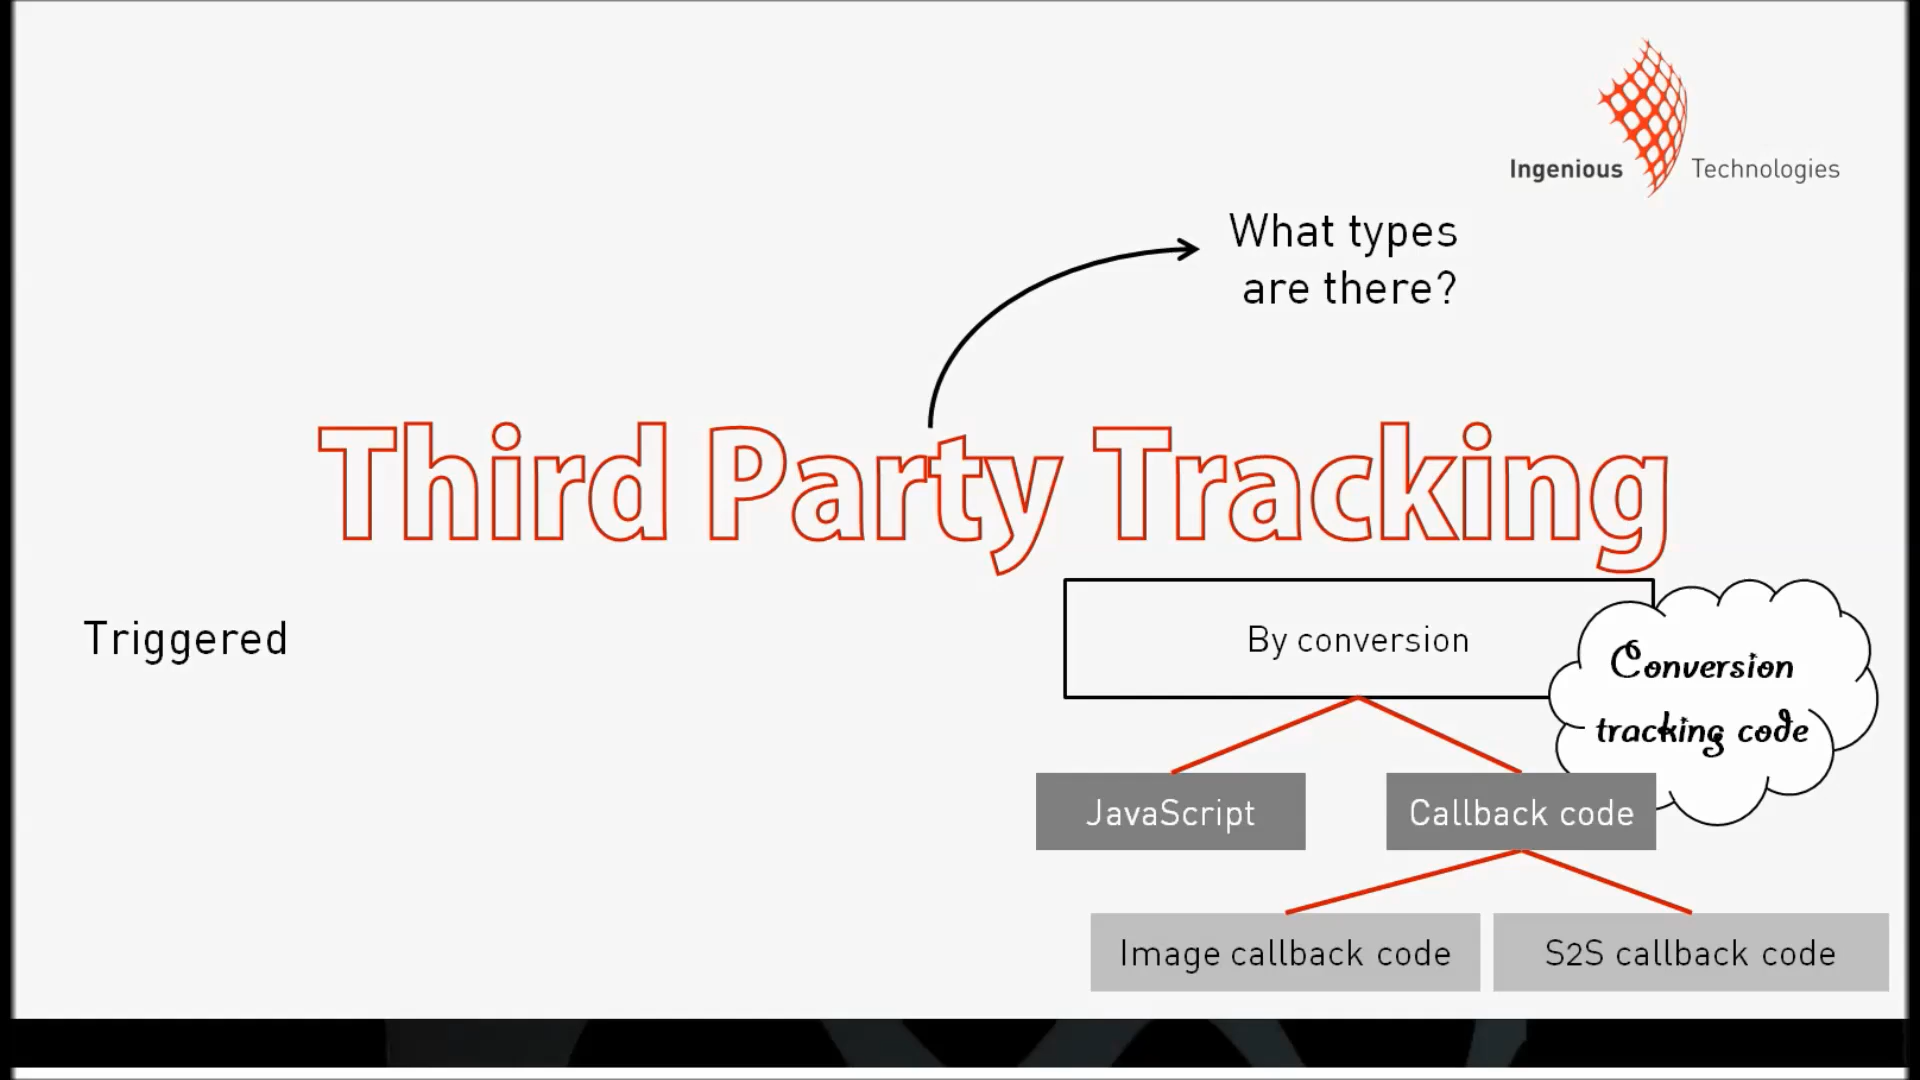 Ingenious Technologies
What types
are there?
Third Party Tracking
Triggered
By conversion
Conversion
tracking code
JavaScript
Callback code
Image callback code
S2S callback code